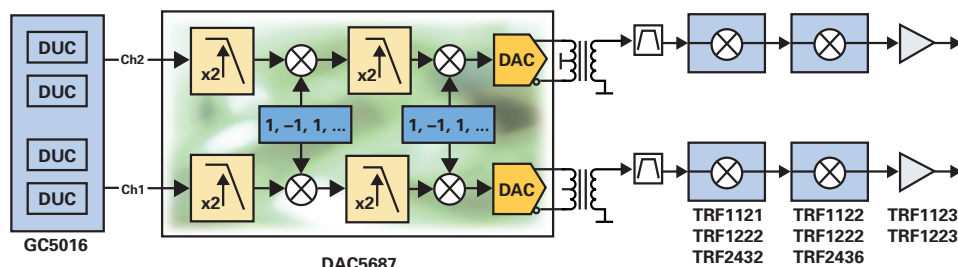 DUC
DUC
DUC
DUC
GC5016
Ch2
Ch1
x2
x2
x2
x2
1, –1, 1, ...
1, –1, 1, ...
DAC
DAC
DAC5687
TRF1121
TRF1222
TRF2432
TRF1122
TRF1222
TRF2436
TRF1123
TRF1223